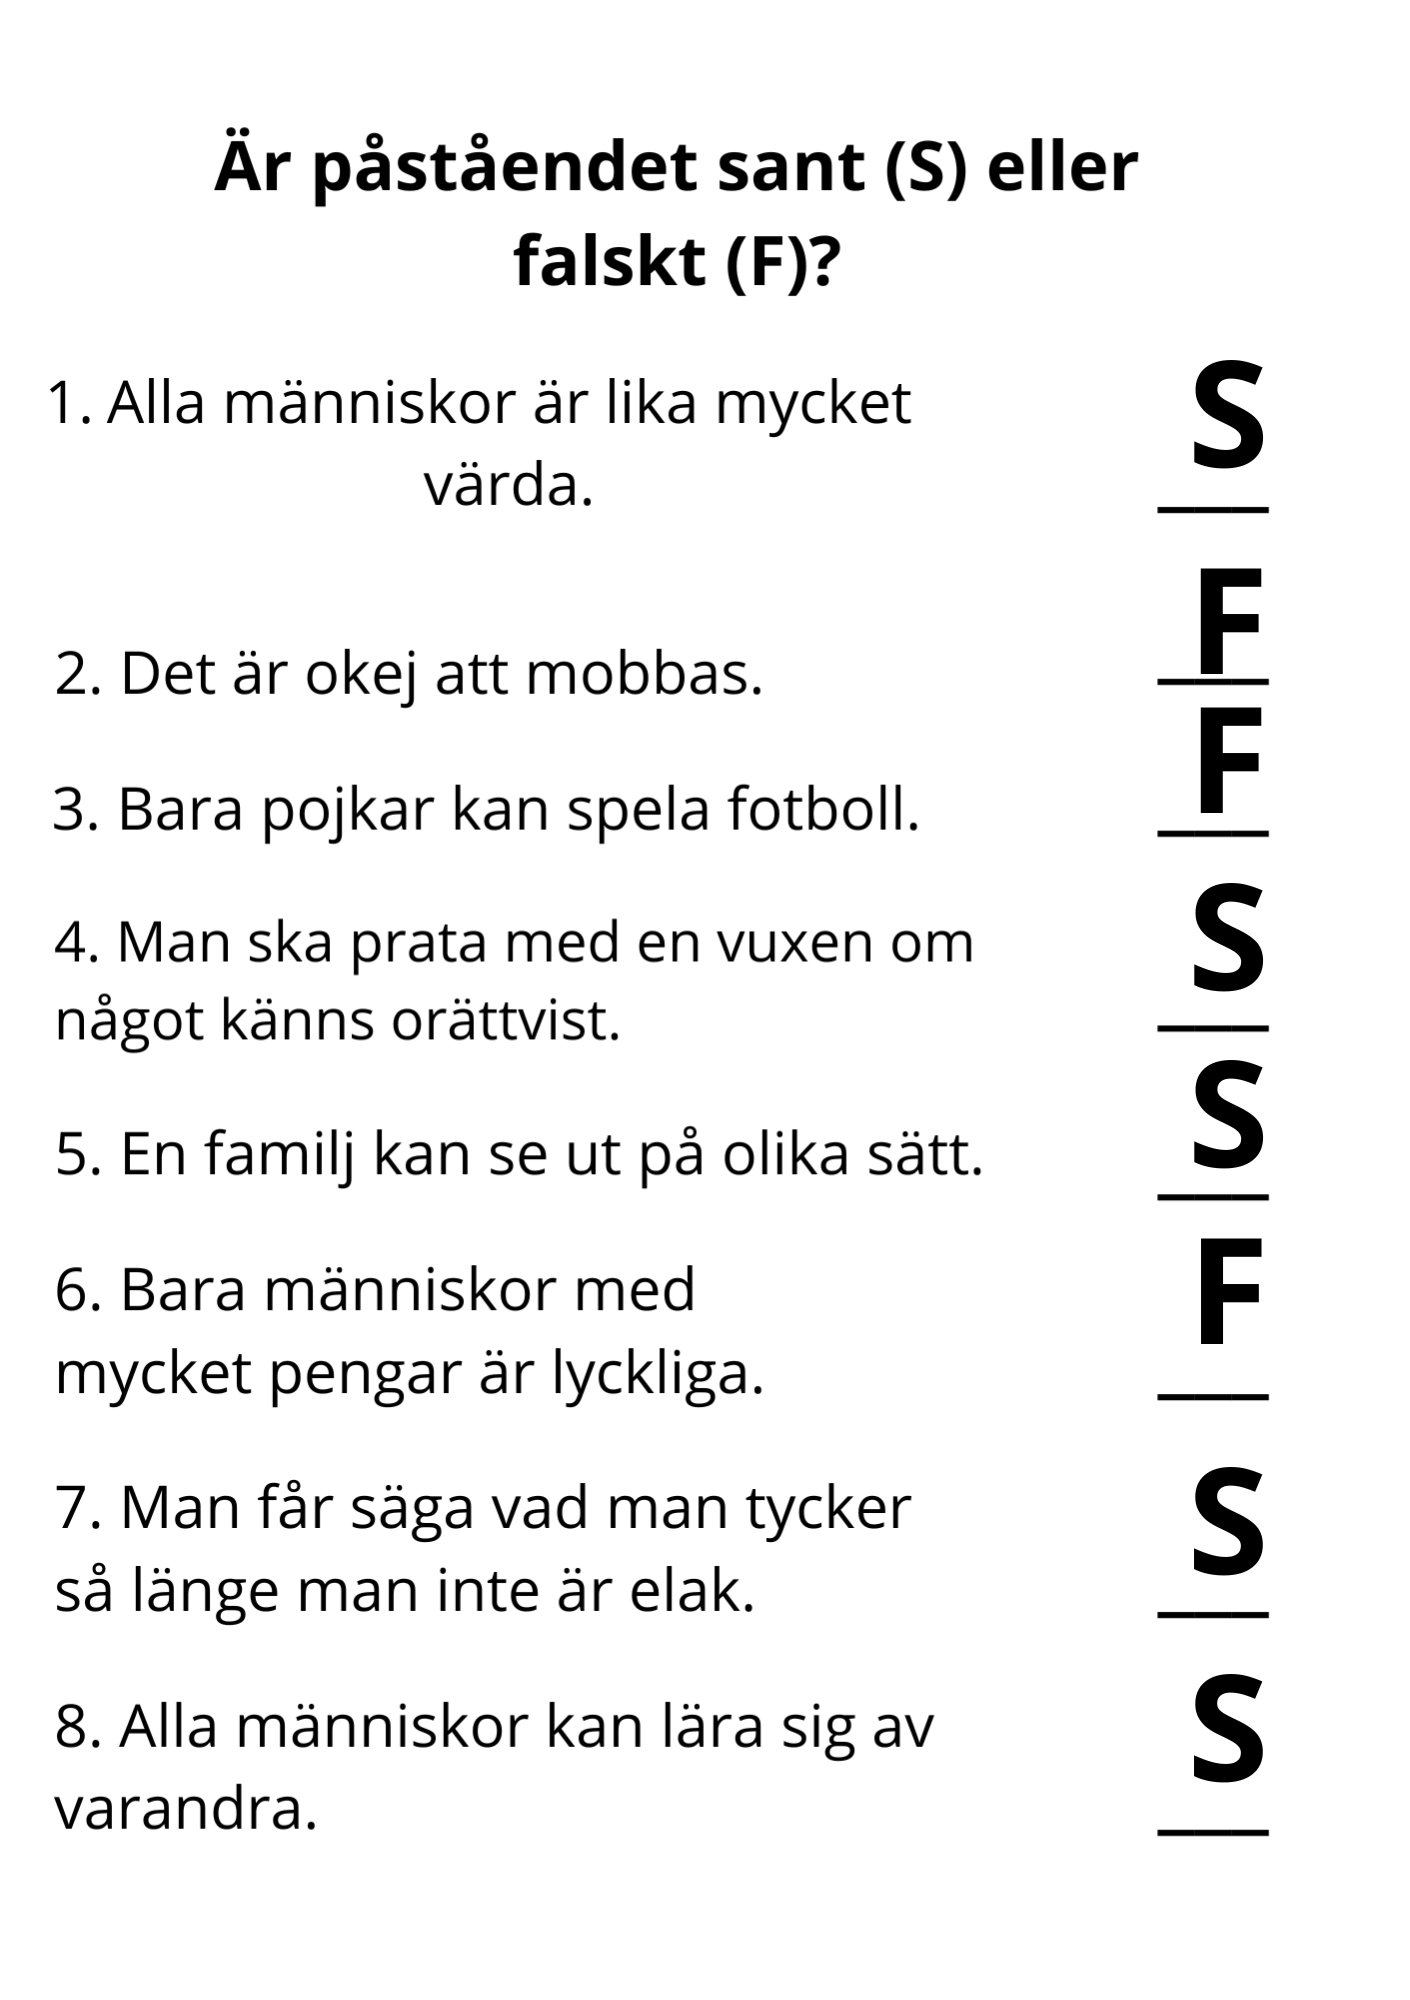 Är påståendet sant (S) eller
falskt (F)?
1. Alla människor är lika mycket
värda.
S
2. Det är okej att mobbas.
F
3. Bara pojkar kan spela fotboll.
F
4. Man ska prata med en vuxen om
något känns orättvist.
S
5. En familj kan se ut på olika sätt.
S
6. Bara människor med
mycket pengar är lyckliga.
F
7. Man får säga vad man tycker
så länge man inte är elak.
S
8. Alla människor kan lära sig av
varandra.
S